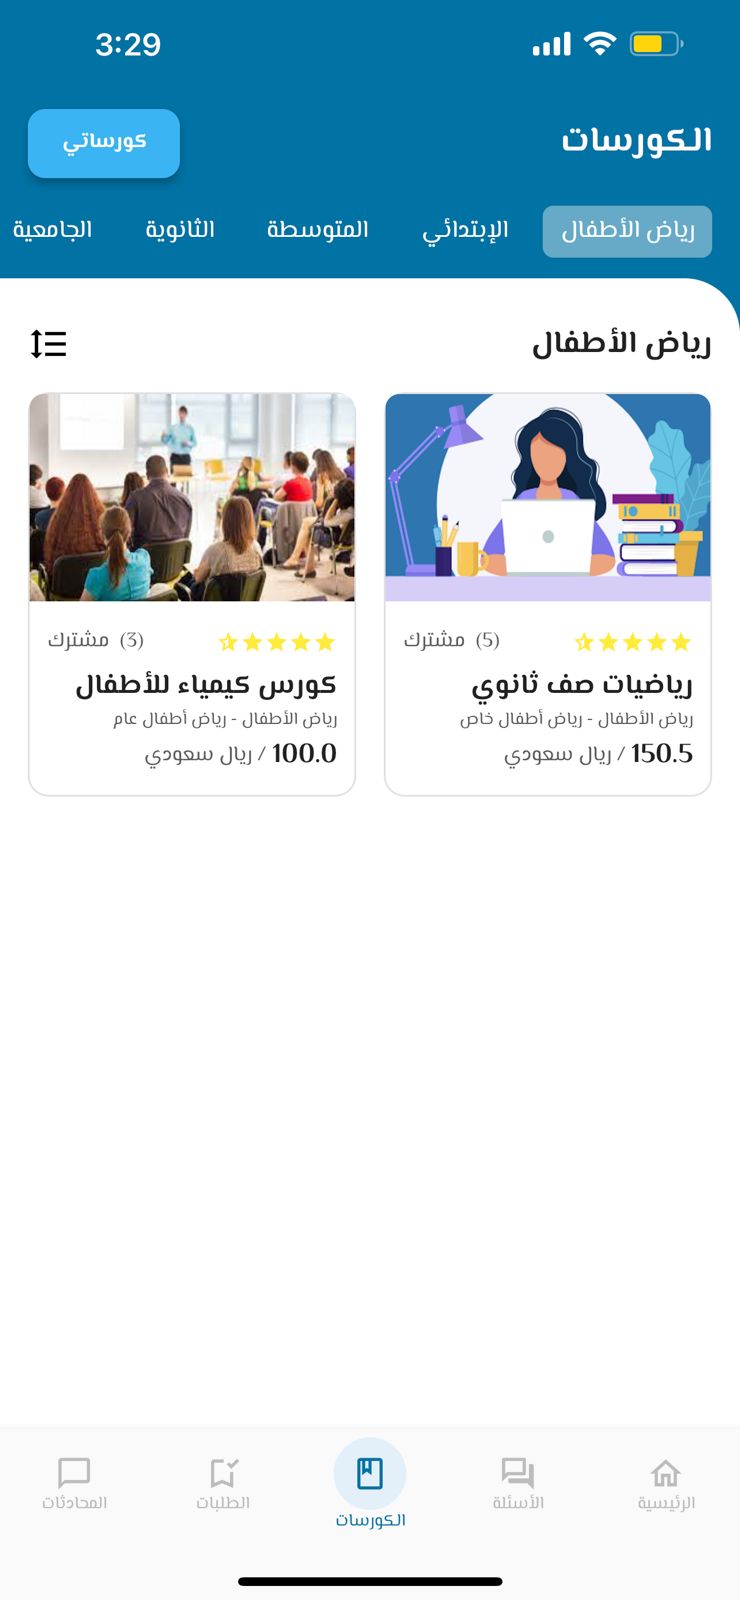 3:29
الكورسات
كورساتي
رياض الأطفال
الإبتدائي
المتوسطة
الثانوية
الجامعية
رياض الأطفال
(5) مشترك
رياضيات صف ثانوي
رياض الأطفال - رياض أطفال خاص
150.5 / ريال سعودي
(3) مشترك
كورس كيمياء للأطفال
رياض الأطفال - رياض أطفال عام
100.0 / ريال سعودي
الرئيسية
الأسئلة
الكورسات
الطلبات
المحادثات